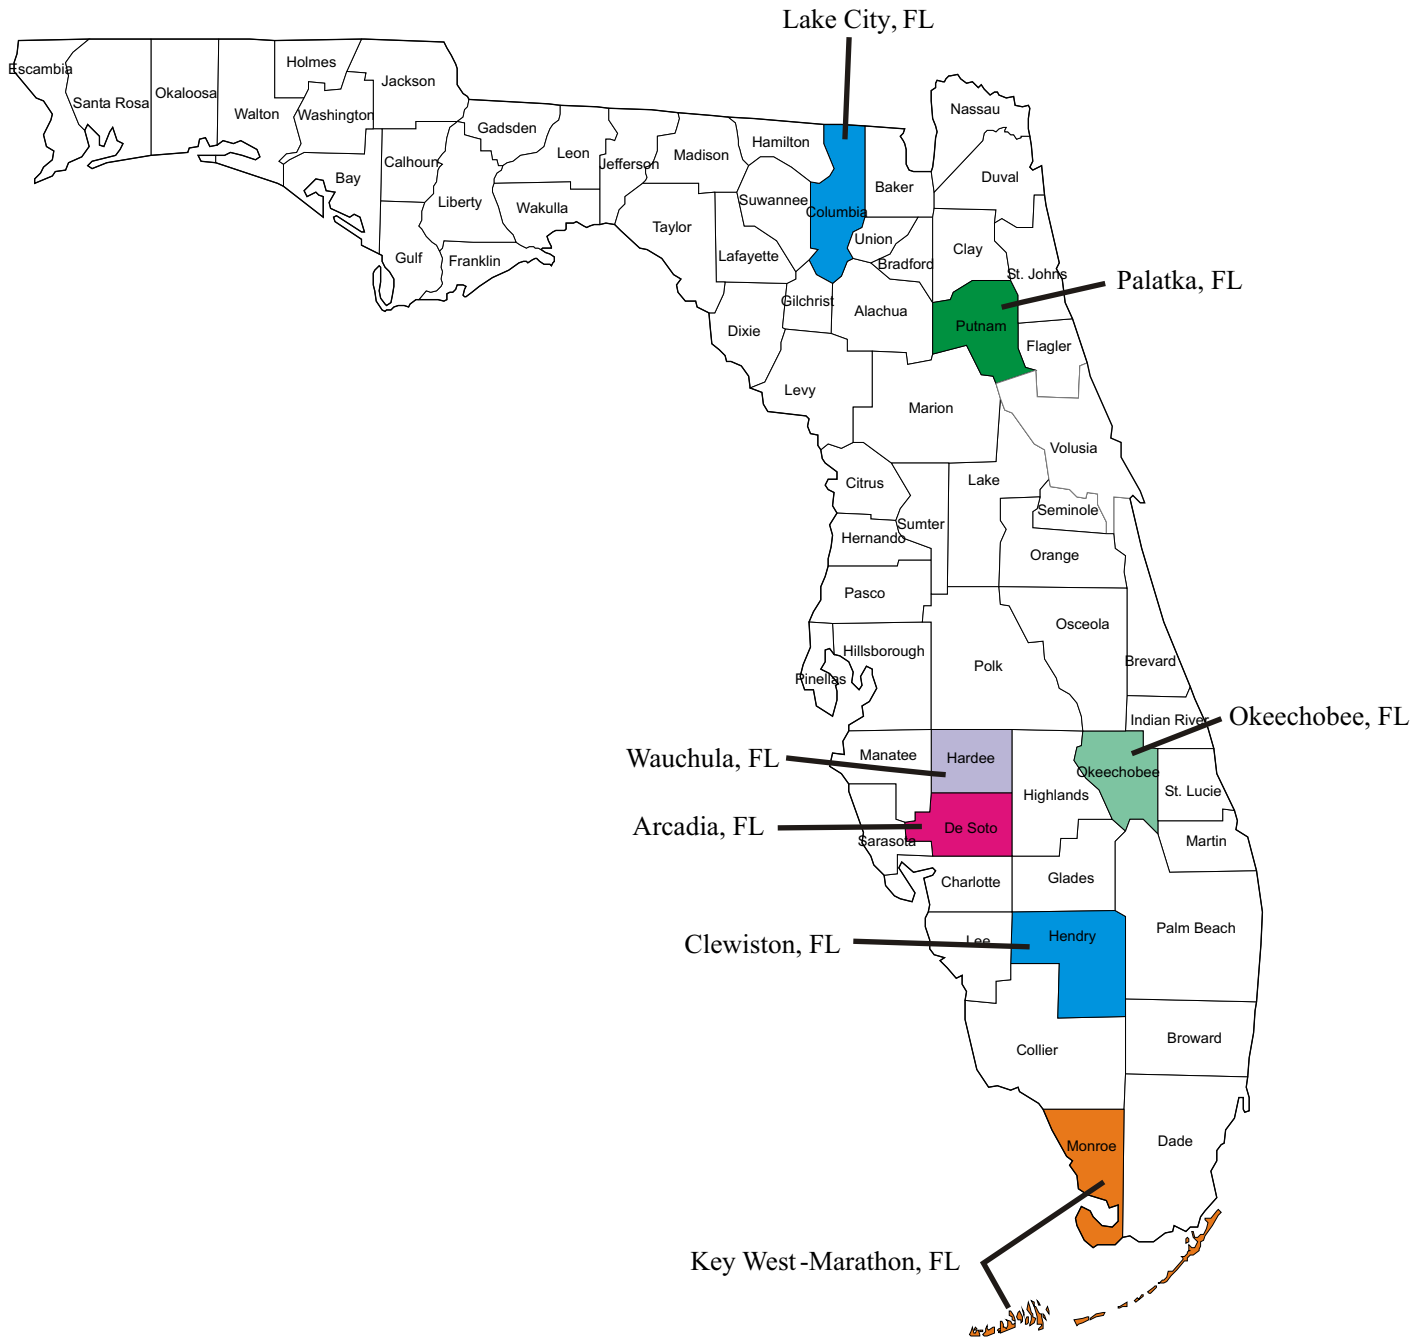 Lake City, FL
Escambia
Santa Rosa
Okaloosa
Walton
Holmes
Washington
Jackson
Bay
Calhoun
Gulf
Liberty
Gadsden
Franklin
Leon
Wakulla
Jefferson
Madison
Taylor
Hamilton
Suwannee
Lafayette
Columbia
Baker
Nassau
Duval
Union
Bradford
Clay
St. Johns
Palatka, FL
Gilchrist
Dixie
Alachua
Putnam
Flagler
Levy
Marion
Volusia
Citrus
Lake
Sumter
Seminole
Hernando
Orange
Pasco
Osceola
Hillsborough
Polk
Brevard
Pinellas
Indian River
Okeechobee, FL
Wauchula, FL
Manatee
Hardee
Okeechobee
Highlands
St. Lucie
Arcadia, FL
De Soto
Sarasota
Martin
Charlotte
Glades
Clewiston, FL
Lee
Hendry
Palm Beach
Collier
Broward
Monroe
Dade
Key West -Marathon, FL